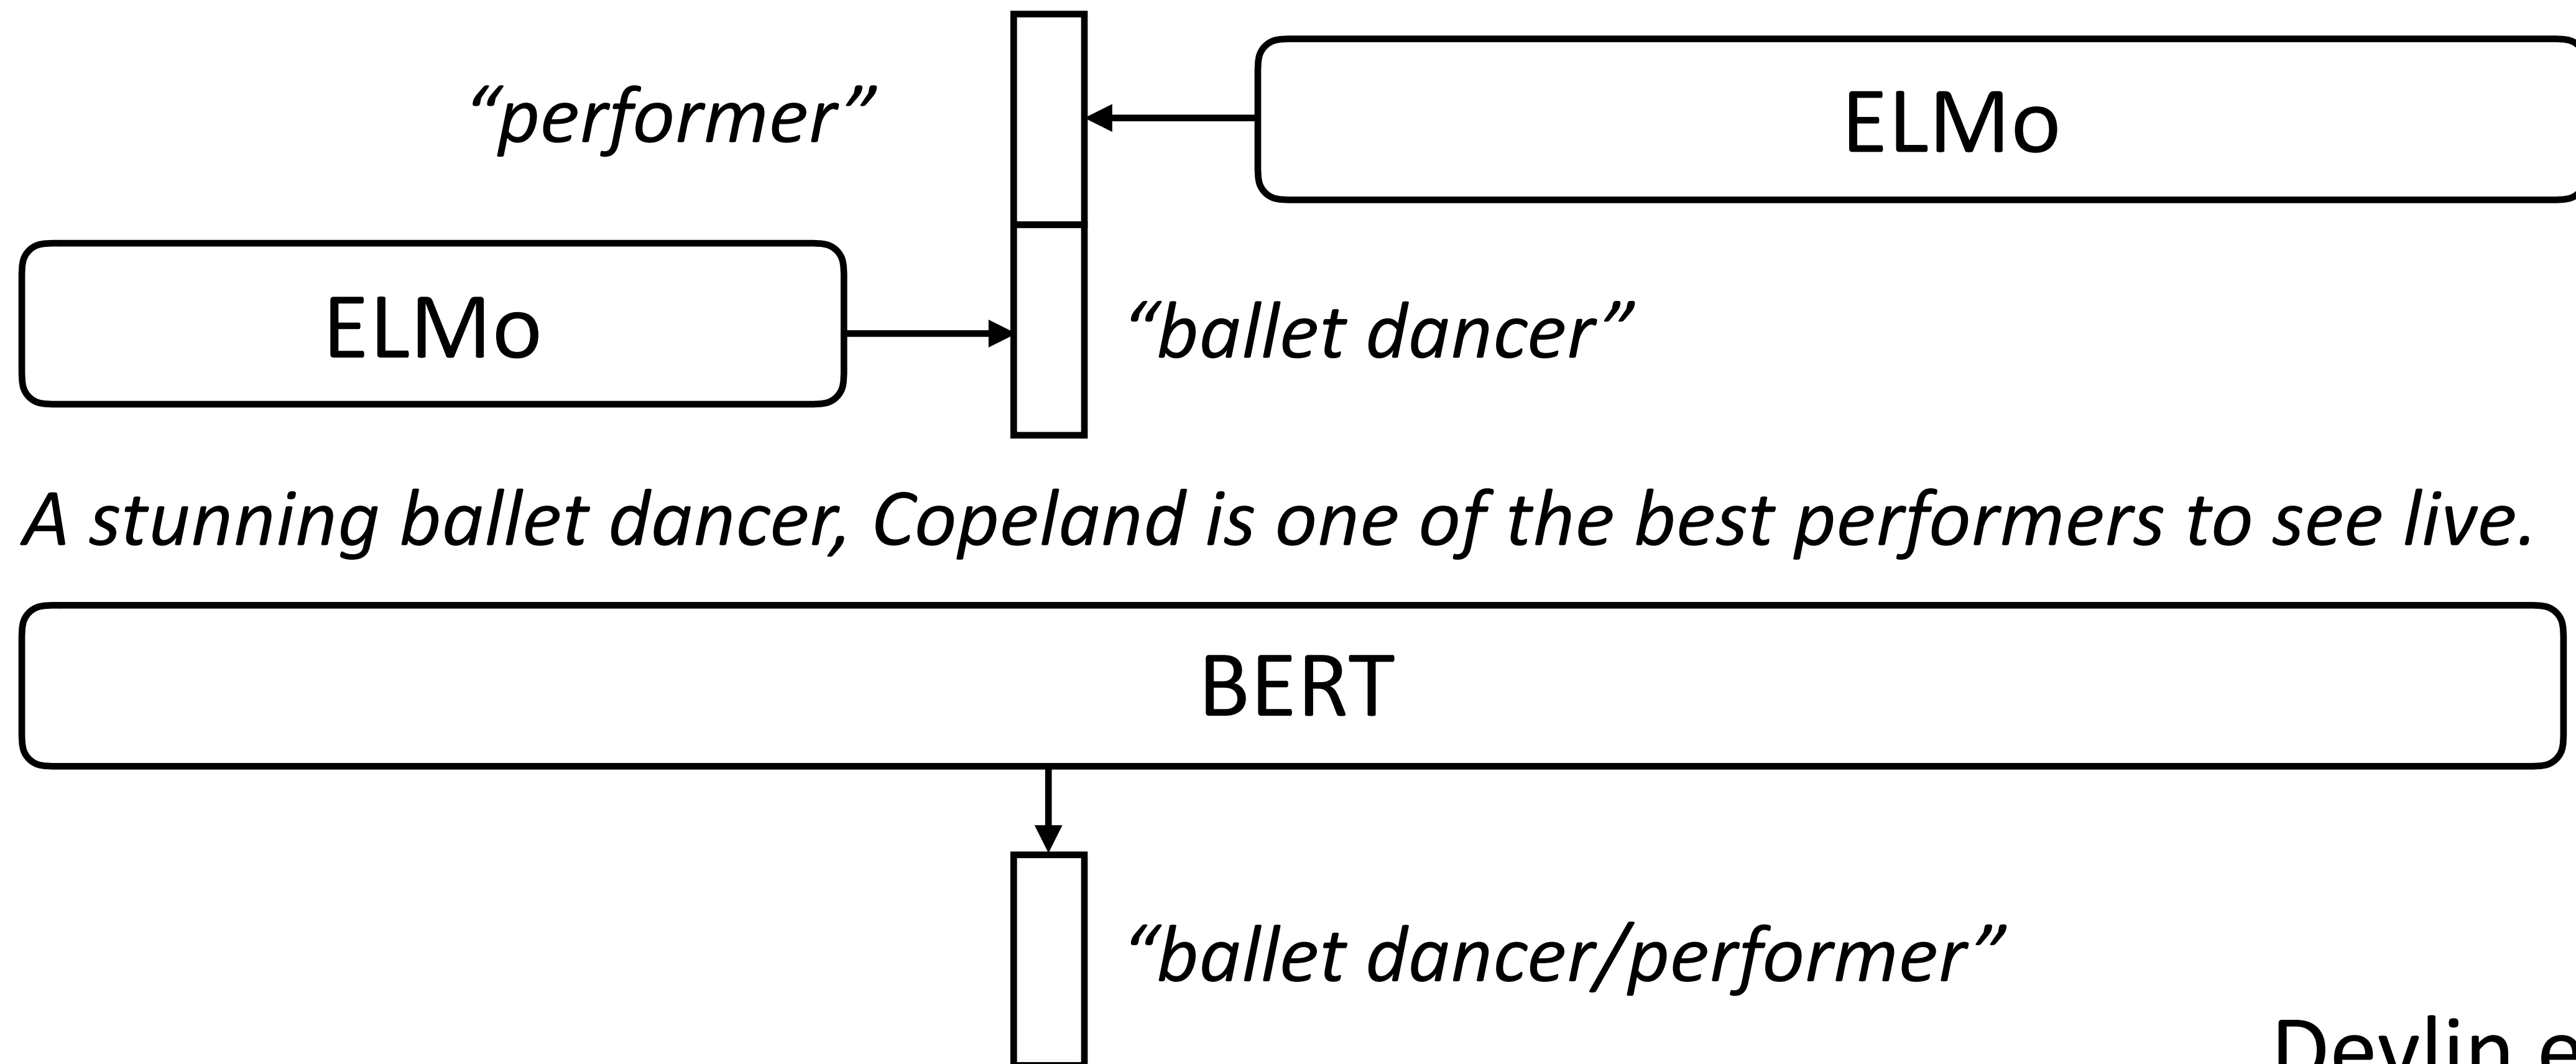 “performer”
ELMo
ELMo
“ballet dancer”
A stunning ballet dancer, Copeland is one of the best performers to see live.
BERT
“ballet dancer/performer”
Devlin e